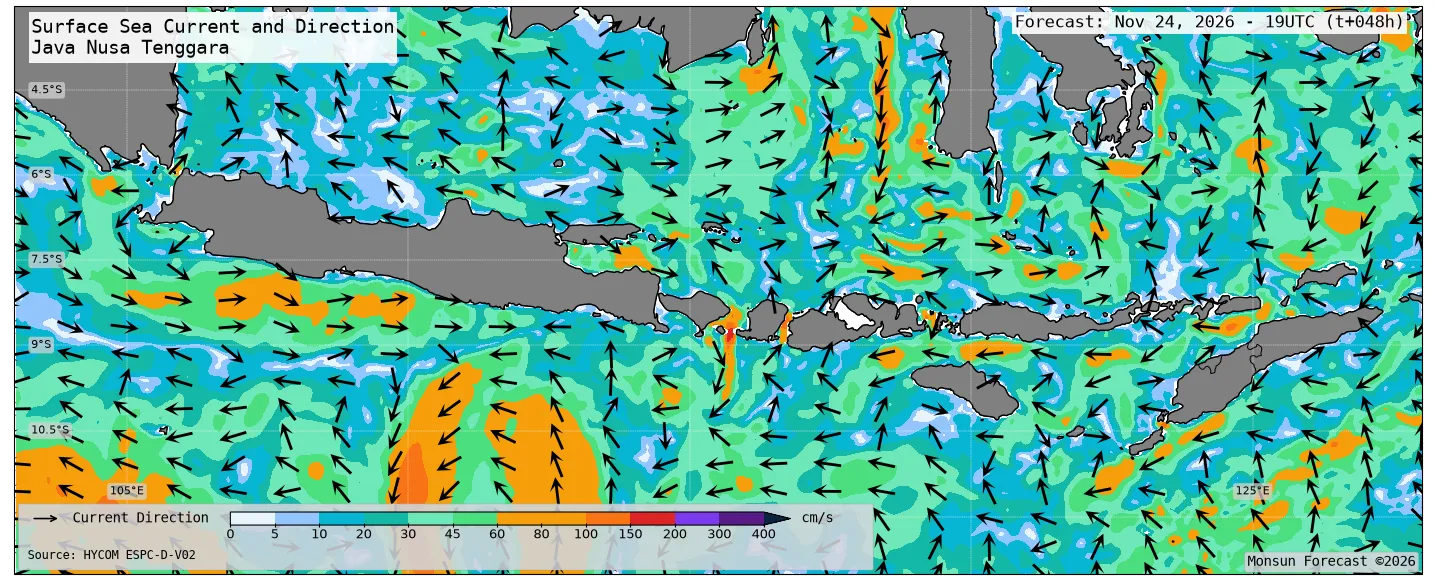 Surface Sea Current and Direction
Java Nusa Tenggara
Forecast: Nov 24, 2026 - 19UTC (t+048h)
4.5°S
6°S
7.5°S
9°S
10.5°S
105°E
125°E
Current Direction
0 5 10 20 30 45 60 80 100 150 200 300 400 cm/s
Source: HYCOM ESPC-D-V02
Monsun Forecast ©2026